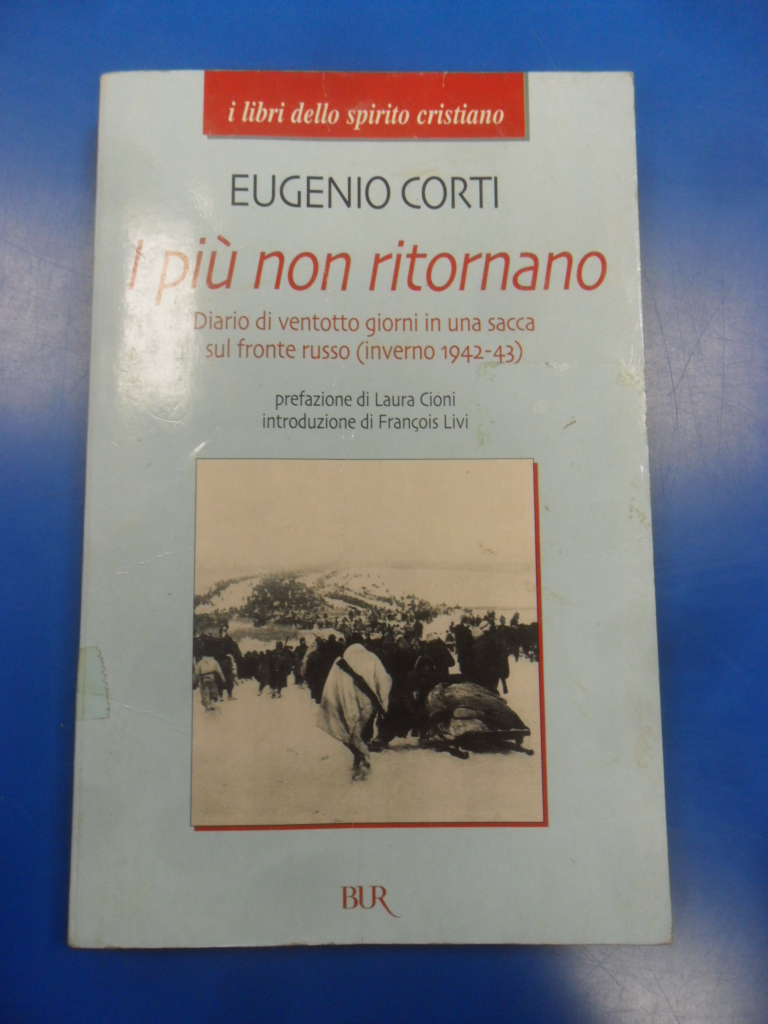 i libri dello spirito cristiano
EUGENIO CORTI
I più non ritornano
Diario di ventotto giorni in una sacca
sul fronte russo (inverno 1942-43)
prefazione di Laura Cioni
introduzione di François Livi
BUR